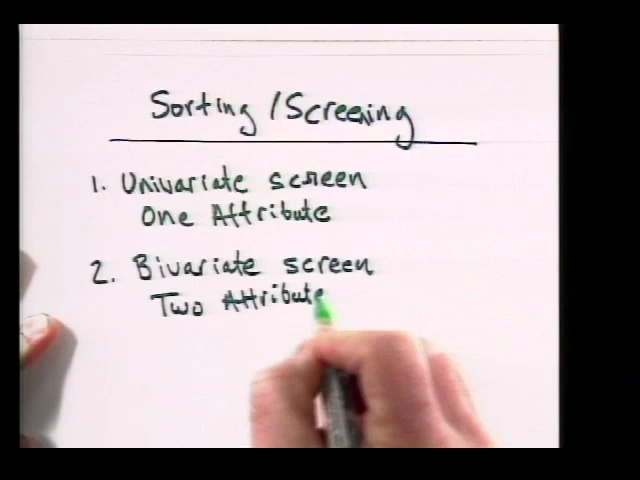 Sorting / Screening
1. Univariate screen
One Attribute
2. Bivariate screen
Two Attribute